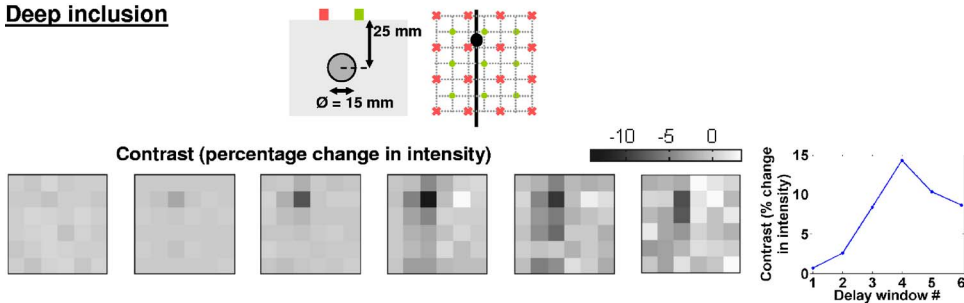 Deep inclusion
25 mm
Ø = 15 mm
Contrast (percentage change in intensity)
-10 -5 0
Contrast (% change
in intensity)
15
10
5
0
1 2 3 4 5 6
Delay window #